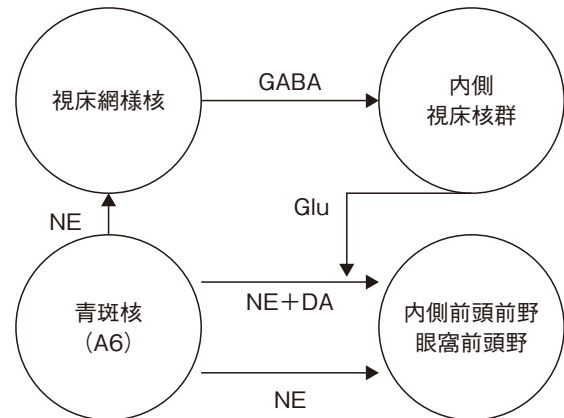 視床網様核
GABA
内側
視床核群
NE
Glu
青斑核
(A6)
NE+DA
内側前頭前野
眼窩前頭野
NE